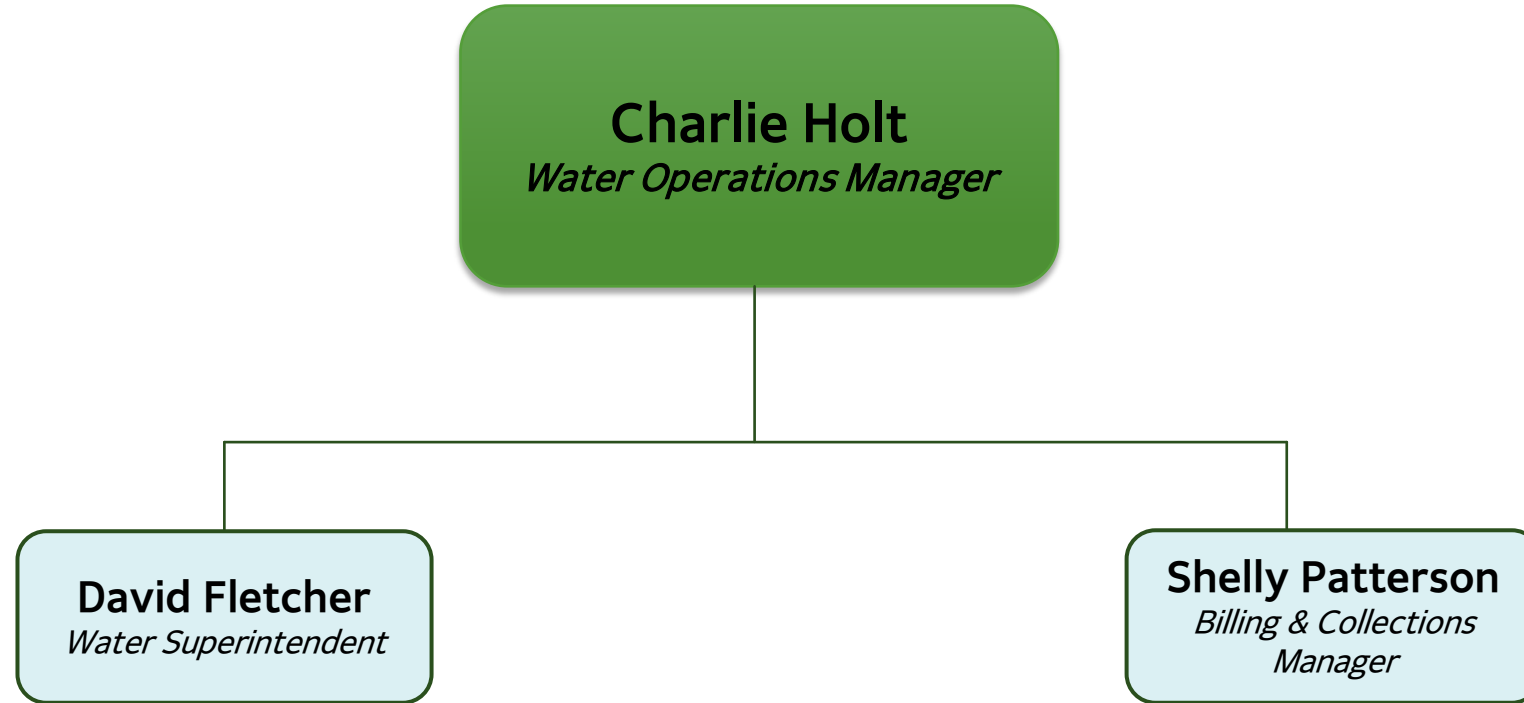 Charlie Holt
Water Operations Manager
David Fletcher
Water Superintendent
Shelly Patterson
Billing & Collections
Manager